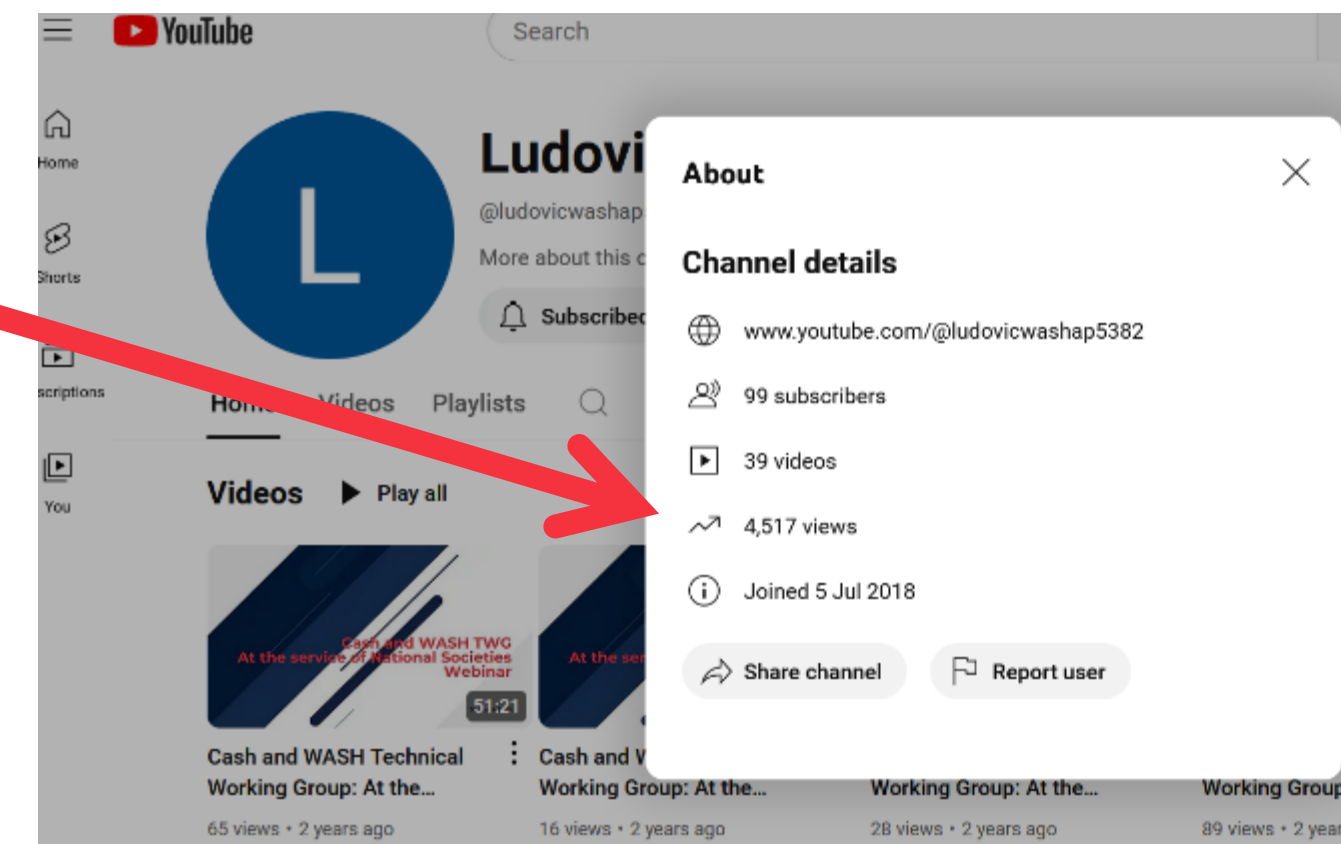 YouTube
Search
Home
Shorts
scriptions
You
Ludovi
@ludovicwashap
More about this c
Subscribed
Home Videos Playlists
Videos Play all
About
Channel details
www.youtube.com/@ludovicwashap5382
99 subscribers
39 videos
4,517 views
Joined 5 Jul 2018
Share channel Report user
Cash and WASH TWG
At the service of National Societies
Webinar
51:21
At the ser
Cash and WASH Technical
Working Group: At the...
65 views • 2 years ago
Cash and W
Working Group: At the...
16 views • 2 years ago
Working Group: At the...
28 views • 2 years ago
Working Group
89 views • 2 year